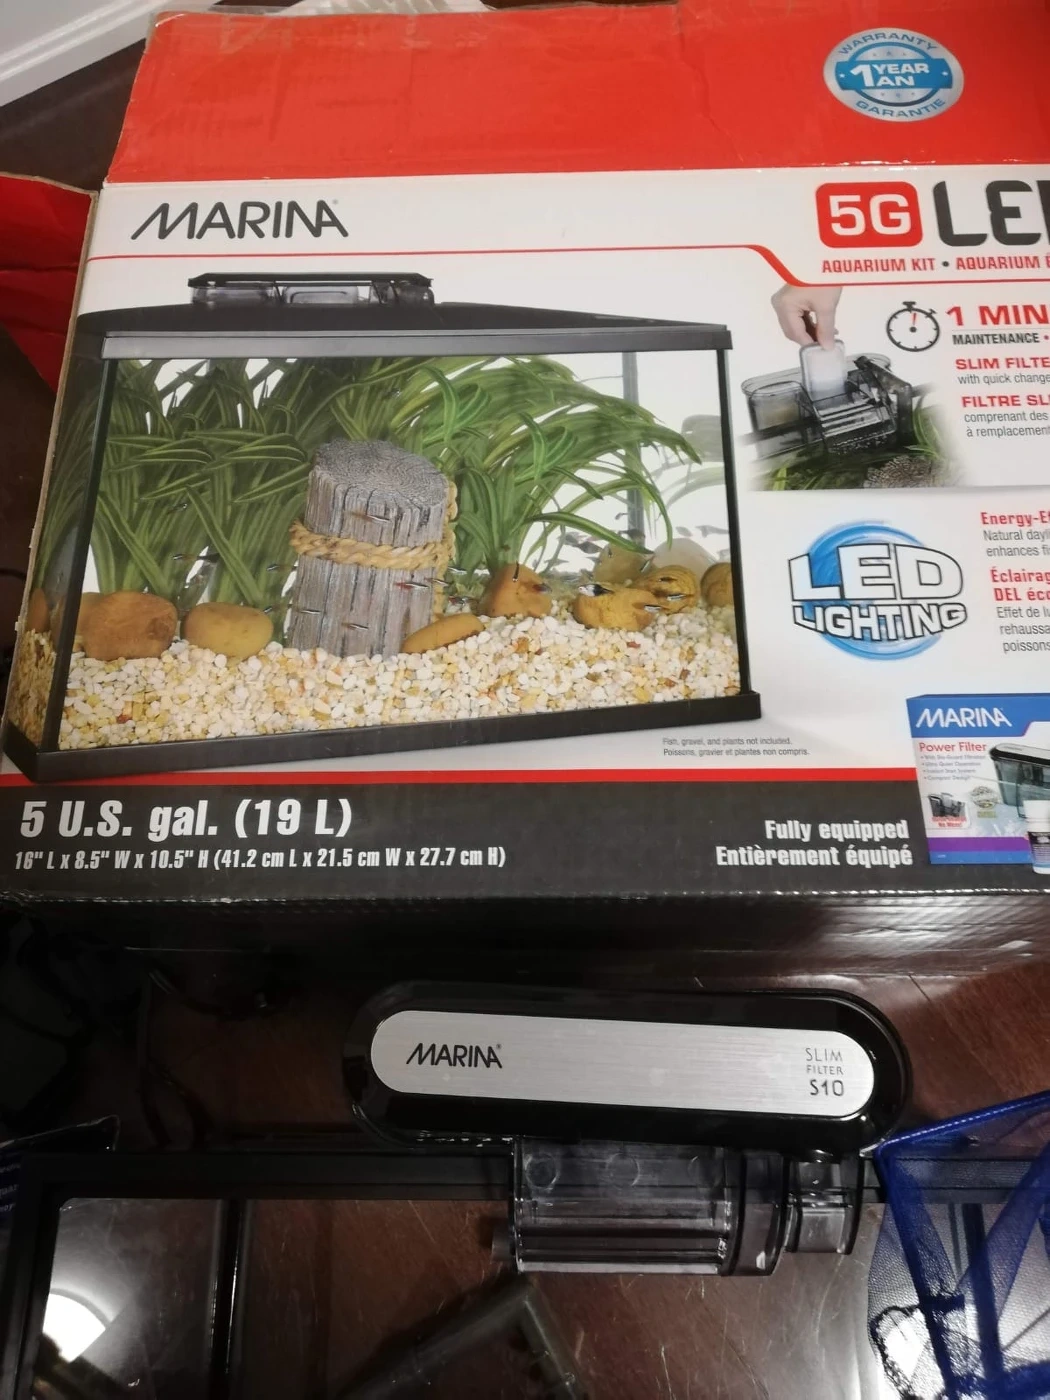 WARRANTY
1 YEAR
AN
GARANTIE
MARINA
5G LED
AQUARIUM KIT • AQUARIUM
1 MIN
MAINTENANCE •
SLIM FILTE
with quick change
FILTRE SL
comprenant des
à remplacement
LED
LIGHTING
Energy-Ef
Natural dayl
enhances fi
Éclairag
DEL éco
Effet de lu
rehaussa
poissons
MARINA
Power Filter
Fish, gravel, and plants not included.
Poissons, gravier et plantes non compris.
5 U.S. gal. (19 L)
16" L x 8.5" W x 10.5" H (41.2 cm L x 21.5 cm W x 27.7 cm H)
Fully equipped
Entièrement équipé
MARINA
SLIM
FILTER
S10